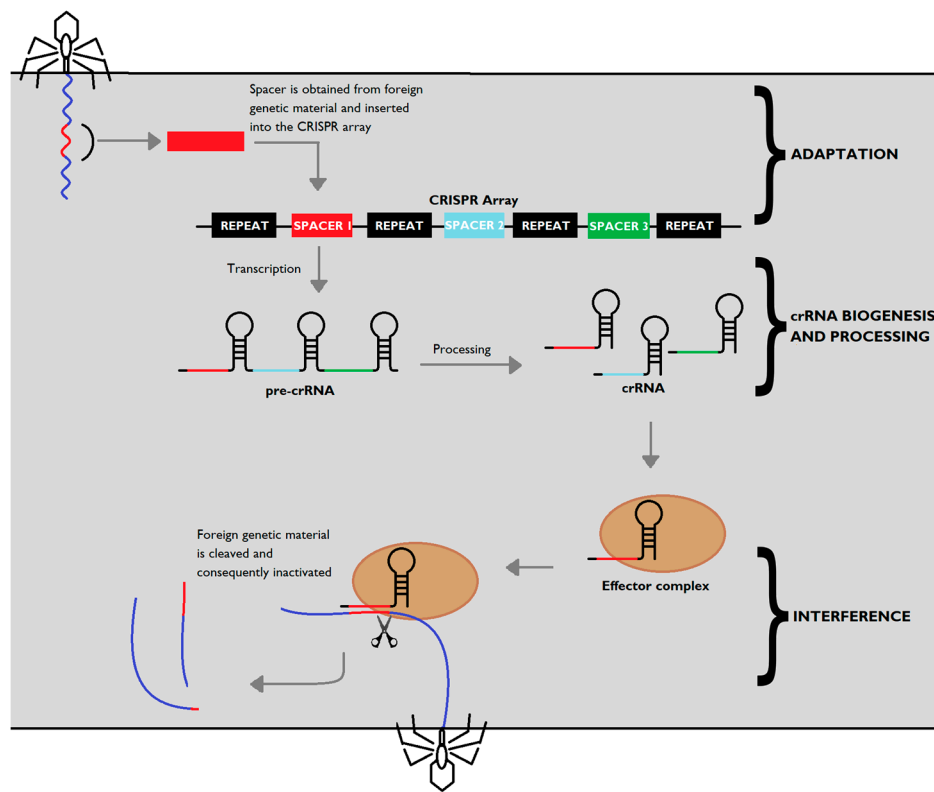 Spacer is obtained from foreign
genetic material and inserted
into the CRISPR array
ADAPTATION
CRISPR Array
REPEAT SPACER 1 REPEAT SPACER 2 REPEAT SPACER 3 REPEAT
Transcription
crRNA BIOGENESIS
AND PROCESSING
Processing
pre-crRNA
crRNA
Foreign genetic material
is cleaved and
consequently inactivated
Effector complex
INTERFERENCE